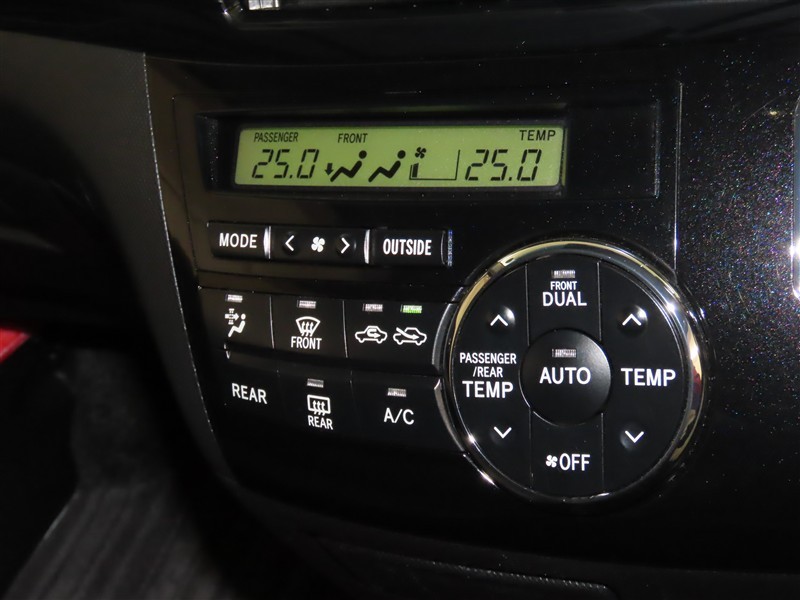 PASSENGER FRONT TEMP
25.0 25.0
MODE OUTSIDE
FRONT
DUAL
FRONT
PASSENGER
/REAR
TEMP
AUTO
TEMP
REAR
REAR
A/C
OFF